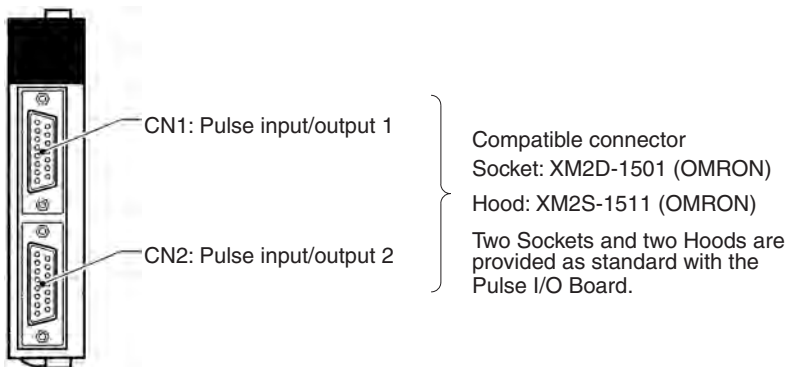 CN1: Pulse input/output 1
CN2: Pulse input/output 2
Compatible connector
Socket: XM2D-1501 (OMRON)
Hood: XM2S-1511 (OMRON)
Two Sockets and two Hoods are
provided as standard with the
Pulse I/O Board.